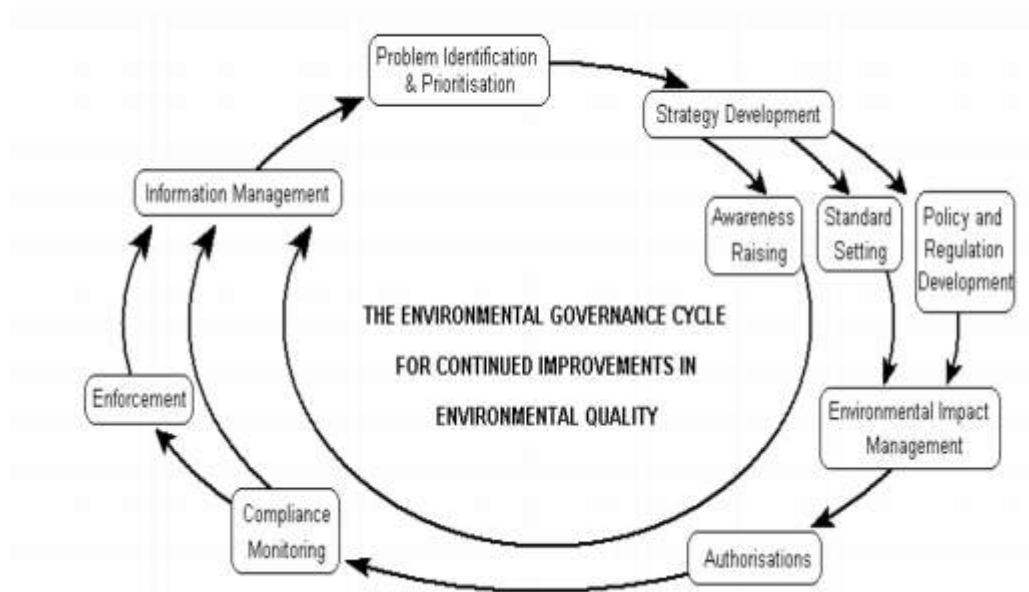 Problem Identification
& Prioritisation
Strategy Development
Information Management
Awareness
Raising
Standard
Setting
Policy and
Regulation
Development
THE ENVIRONMENTAL GOVERNANCE CYCLE
FOR CONTINUED IMPROVEMENTS IN
ENVIRONMENTAL QUALITY
Enforcement
Environmental Impact
Management
Compliance
Monitoring
Authorisations